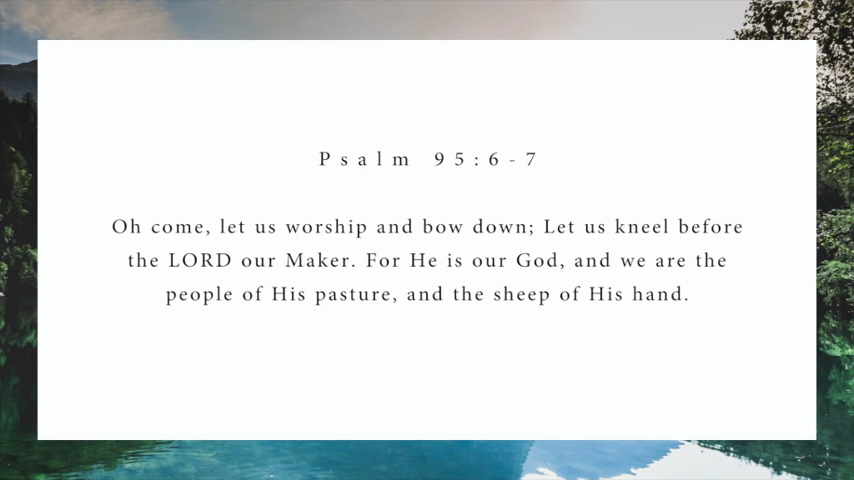 Psalm 95:6-7
Oh come, let us worship and bow down; Let us kneel before
the LORD our Maker. For He is our God, and we are the
people of His pasture, and the sheep of His hand.